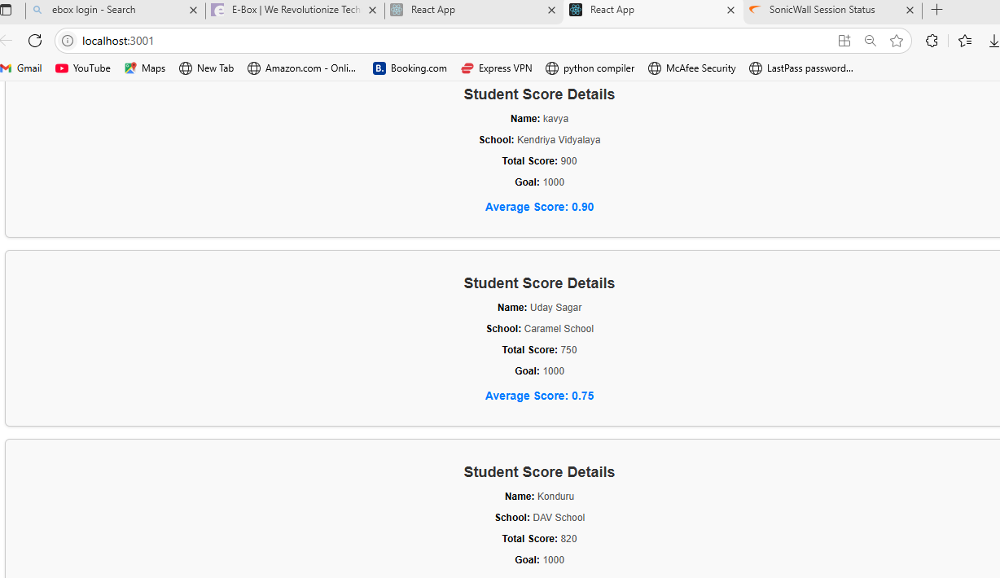 ebox login - Search
E-Box | We Revolutionize Tech
React App
React App
SonicWall Session Status
localhost:3001
Gmail
YouTube
Maps
New Tab
Amazon.com - Onli...
B. Booking.com
Express VPN
python compiler
McAfee Security
LastPass password...
Student Score Details
Name: kavya
School: Kendriya Vidyalaya
Total Score: 900
Goal: 1000
Average Score: 0.90
Student Score Details
Name: Uday Sagar
School: Caramel School
Total Score: 750
Goal: 1000
Average Score: 0.75
Student Score Details
Name: Konduru
School: DAV School
Total Score: 820
Goal: 1000